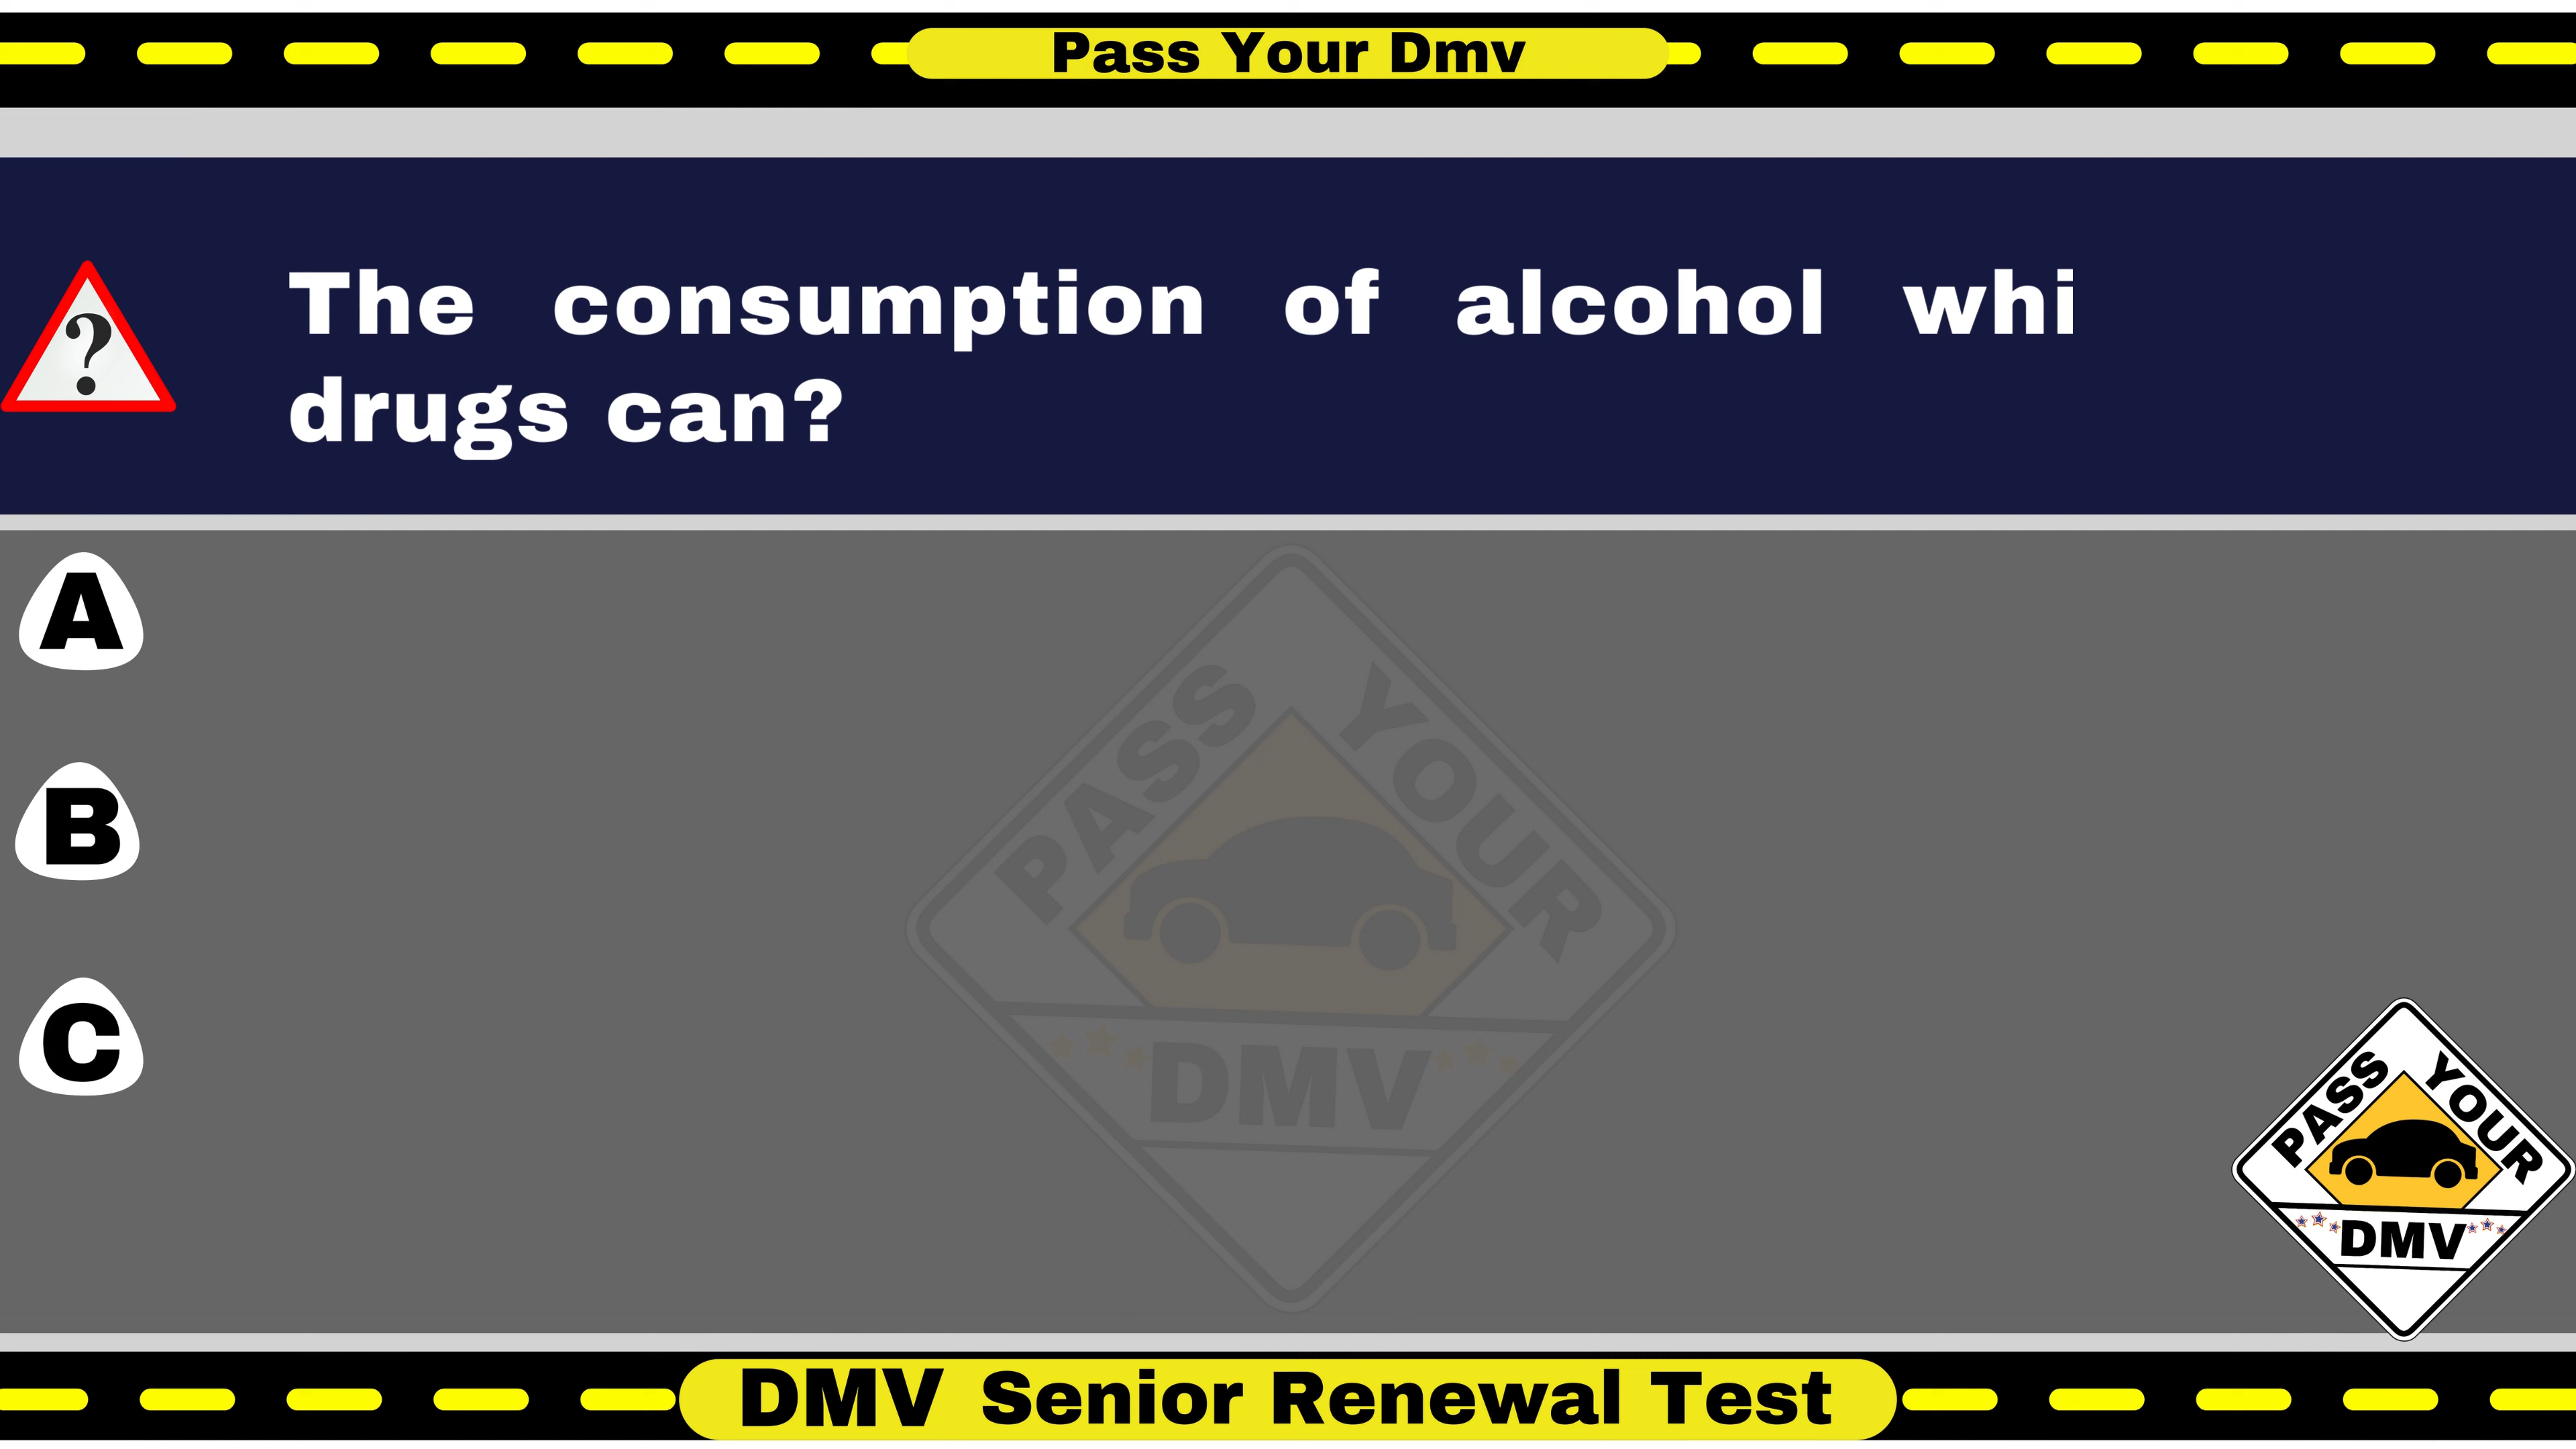 Pass Your Dmv
?
The consumption of alcohol whi
drugs can?
A
B
C
PASS YOUR
DMV
PASS YOUR
DMV
DMV Senior Renewal Test